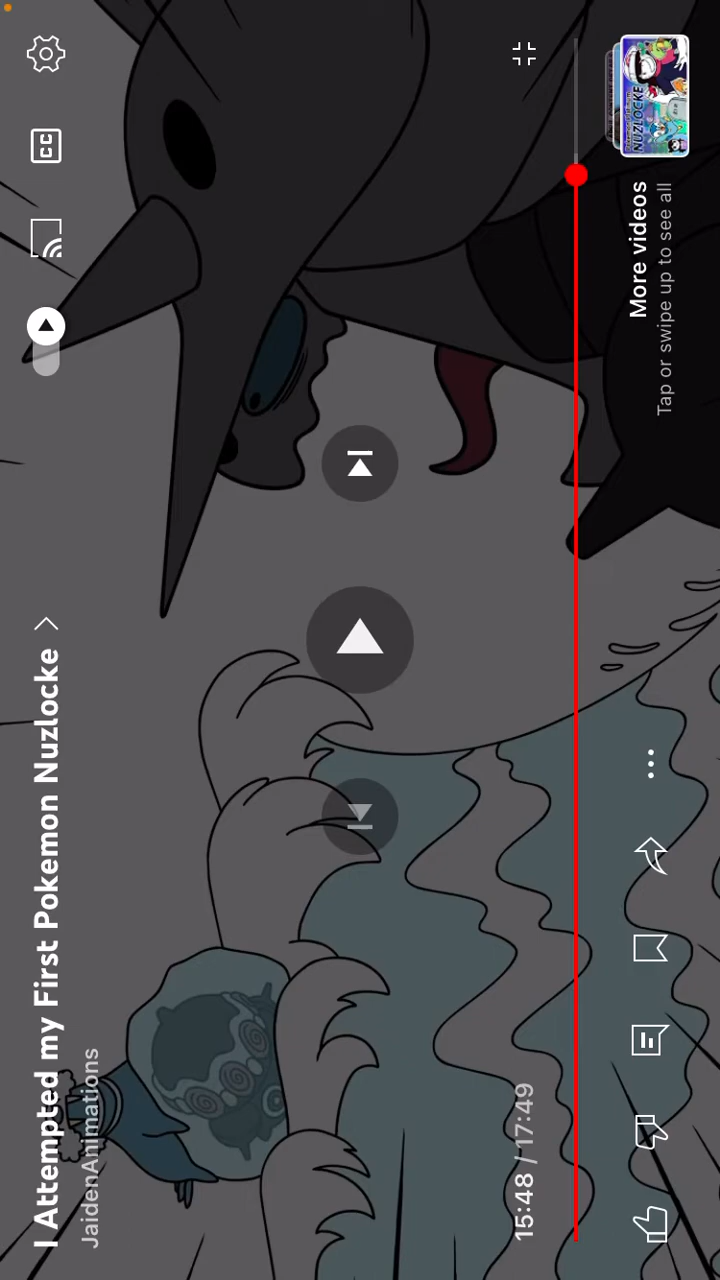 I Attempted my First Pokemon Nuzlocke
JaidenAnimations
CC
15:48 / 17:49
More videos
Tap or swipe up to see all
NUZLOCKE